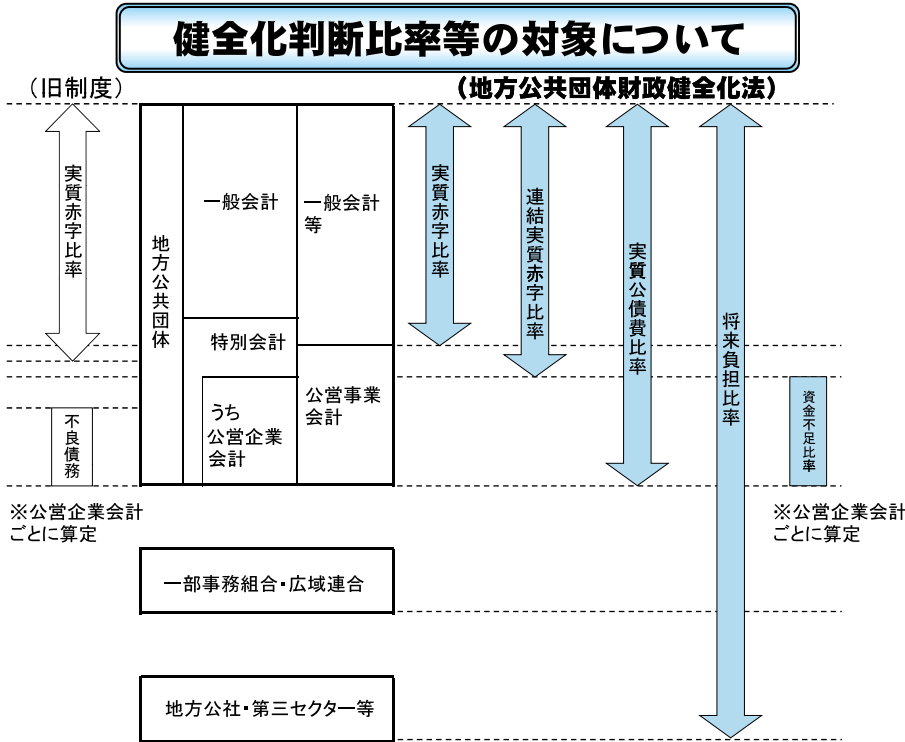 健全化判断比率等の対象について
（旧制度）
（地方公共団体財政健全化法）
実質赤字比率
地方公共団体
一般会計
一般会計
等
実質赤字比率
連結実質赤字比率
実質公債費比率
将来負担比率
特別会計
公営事業
会計
うち
公営企業
会計
不良債務
資金不足比率
※公営企業会計
ごとに算定
※公営企業会計
ごとに算定
一部事務組合・広域連合
地方公社・第三セクター等